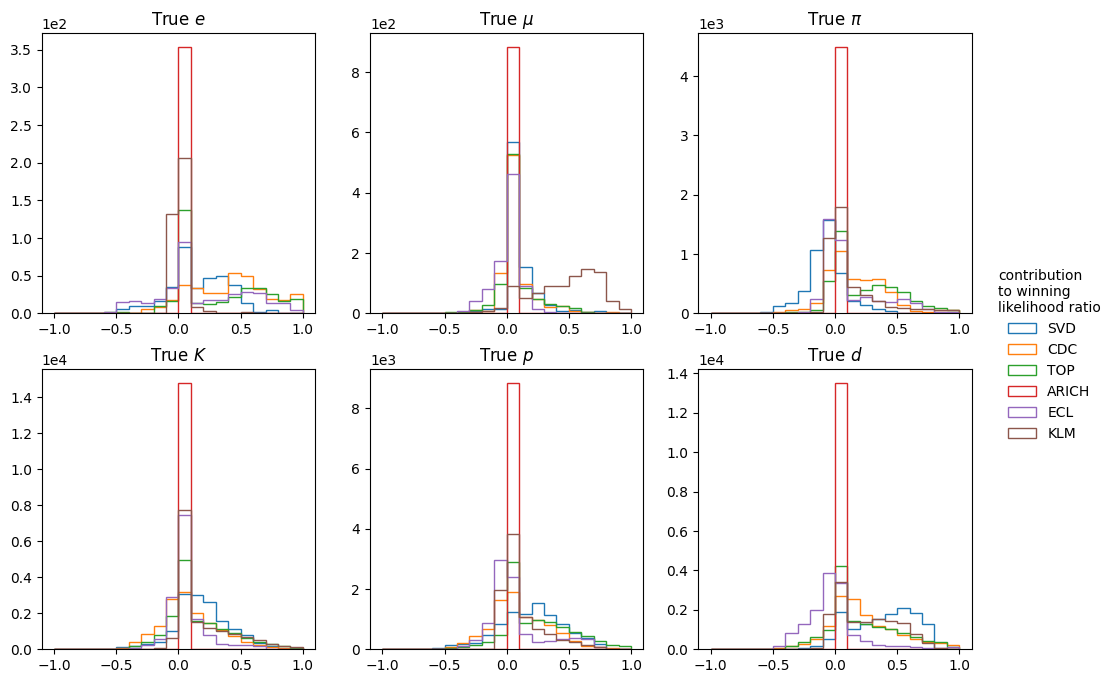 True e
1e2
3.5
3.0
2.5
2.0
1.5
1.0
0.5
0.0
−1.0 −0.5 0.0 0.5 1.0
True μ
1e2
8
6
4
2
0
−1.0 −0.5 0.0 0.5 1.0
True π
1e3
4
3
2
1
0
−1.0 −0.5 0.0 0.5 1.0
True K
1e4
1.4
1.2
1.0
0.8
0.6
0.4
0.2
0.0
−1.0 −0.5 0.0 0.5 1.0
True p
1e3
8
6
4
2
0
−1.0 −0.5 0.0 0.5 1.0
True d
1e4
1.4
1.2
1.0
0.8
0.6
0.4
0.2
0.0
−1.0 −0.5 0.0 0.5 1.0
contribution
to winning
likelihood ratio
SVD
CDC
TOP
ARICH
ECL
KLM